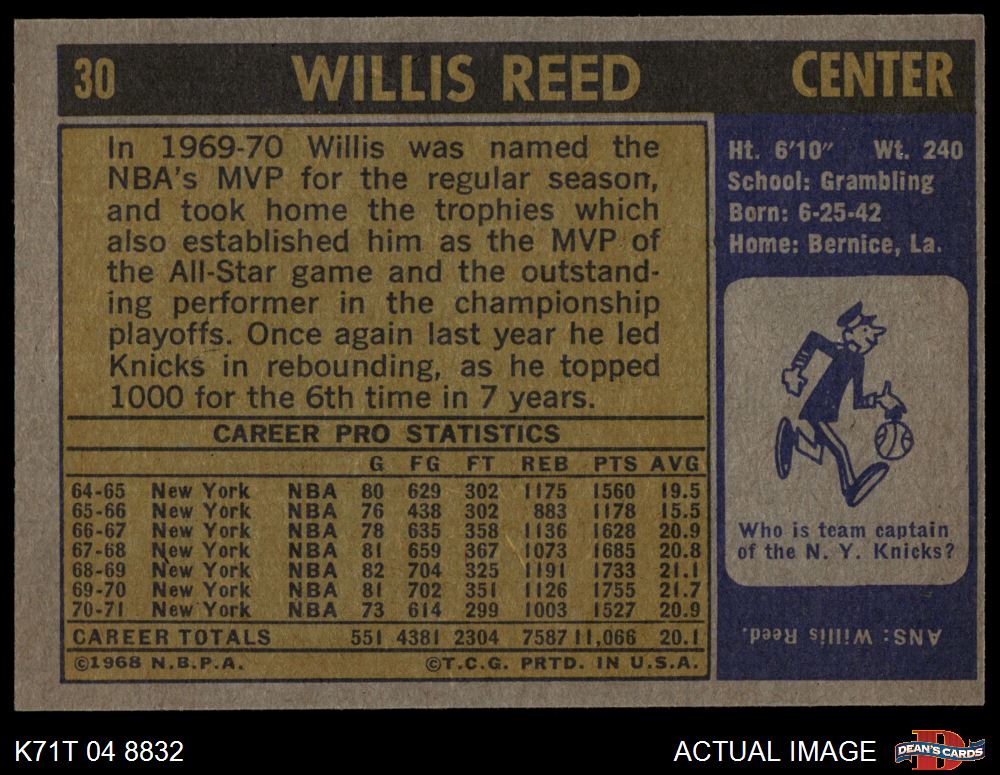 30 WILLIS REED CENTER
In 1969-70 Willis was named the
NBA's MVP for the regular season,
and took home the trophies which
also established him as the MVP of
the All-Star game and the outstand-
ing performer in the championship
playoffs. Once again last year he led
Knicks in rebounding, as he topped
1000 for the 6th time in 7 years.
CAREER PRO STATISTICS
G FG FT REB PTS AVG
64-65 New York NBA 80 629 302 1175 1560 19.5
65-66 New York NBA 76 438 302 883 1178 15.5
66-67 New York NBA 78 635 358 1136 1628 20.9
67-68 New York NBA 81 659 367 1073 1685 20.8
68-69 New York NBA 82 704 325 1191 1733 21.1
69-70 New York NBA 81 702 351 1126 1755 21.7
70-71 New York NBA 73 614 299 1003 1527 20.9
CAREER TOTALS 551 4381 2304 7587 11,066 20.1
©1968 N.B.P.A. ©T.C.G. PRTD. IN U.S.A.
Ht. 6'10" Wt. 240
School: Grambling
Born: 6-25-42
Home: Bernice, La.
Who is team captain
of the N. Y. Knicks?
ANS: Willis Reed.
K71T 04 8832 ACTUAL IMAGE DEAN'S CARDS